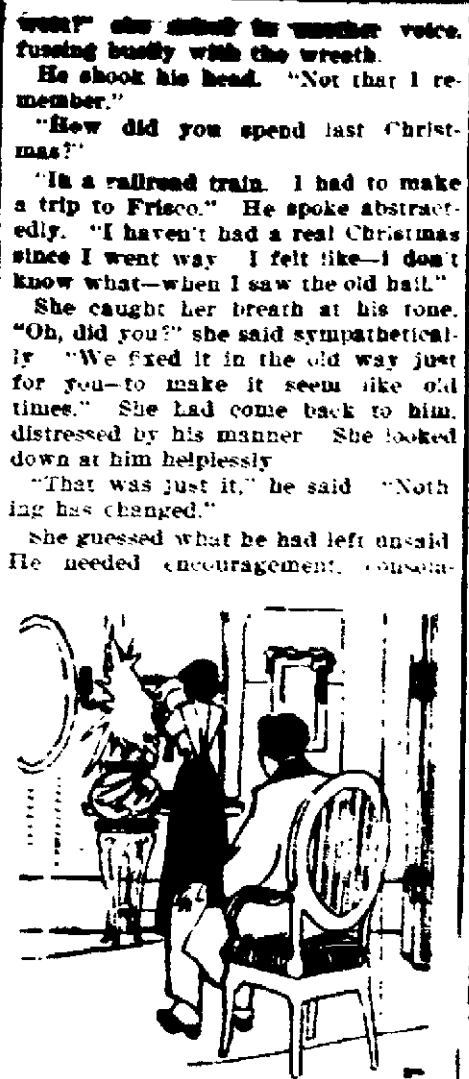 went?" she asked in another voice,
fussing busily with the wreath.
He shook his head. "Not that I re-
member."
"How did you spend last Christ-
mas?"
"In a railroad train. I had to make
a trip to Frisco." He spoke abstract-
edly. "I haven't had a real Christmas
since I went way I felt like—I don't
know what—when I saw the old hall."
She caught her breath at his tone.
"Oh, did you?" she said sympathetical-
ly "We fixed it in the old way just
for you—to make it seem like old
times." She had come back to him,
distressed by his manner She looked
down at him helplessly
"That was just it," he said "Noth
ing has changed."
She guessed what he had left unsaid
He needed encouragement, consola-